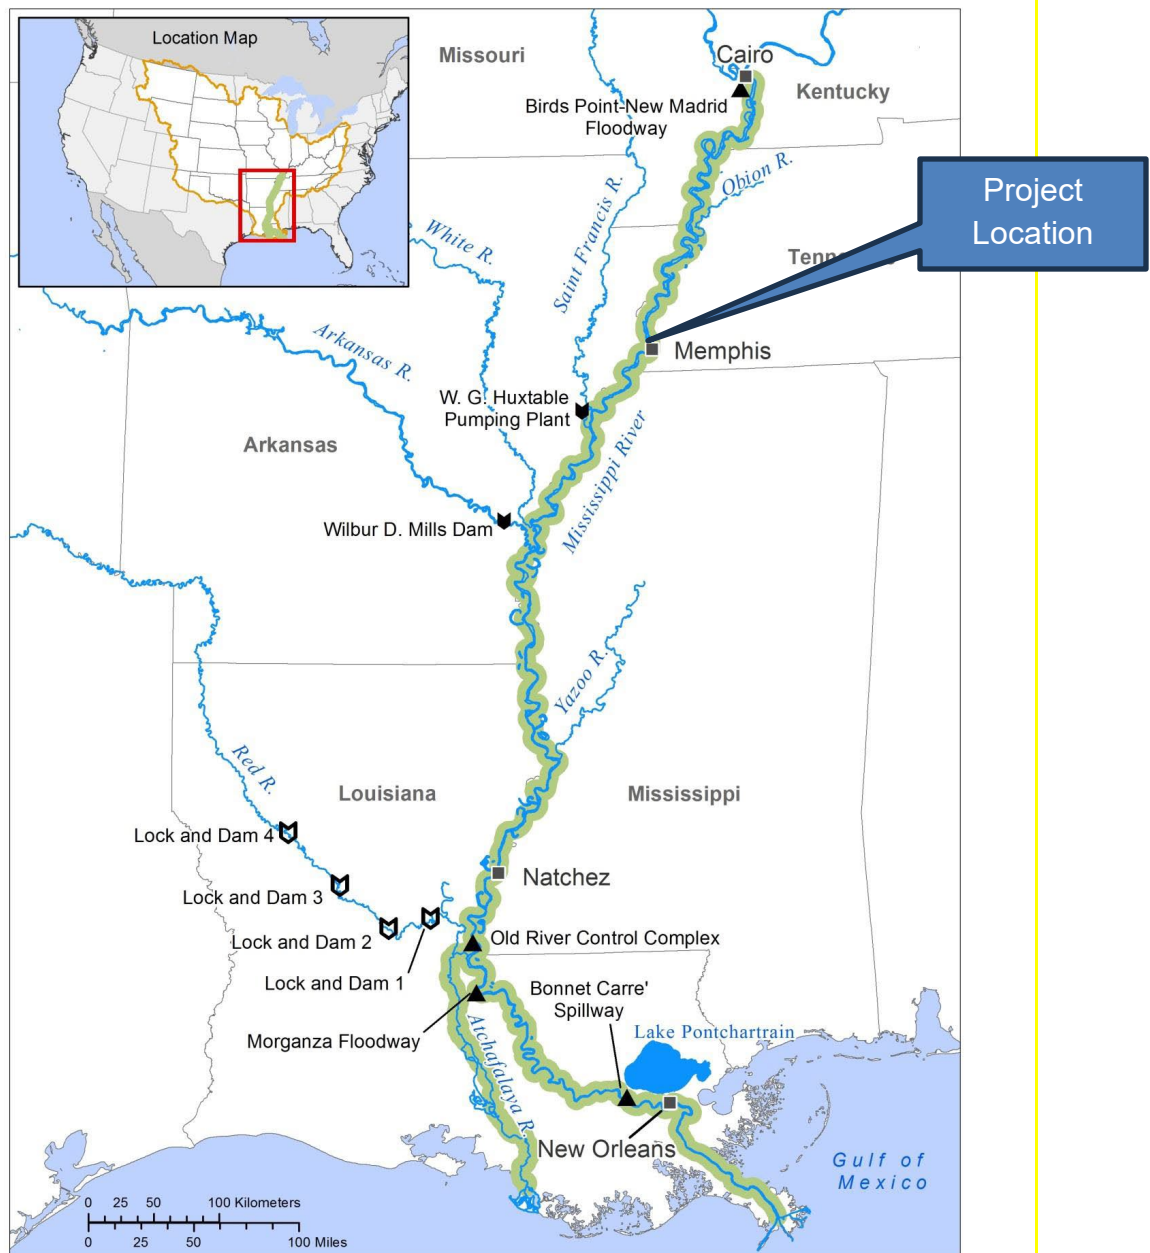 Location Map
Missouri
Cairo
Kentucky
Birds Point-New Madrid
Floodway
Obion R.
Project
Location
Saint Francis R.
White R.
Arkansas R.
Memphis
W. G. Huxtable
Pumping Plant
Arkansas
Mississippi River
Wilbur D. Mills Dam
Yazoo R.
Red R.
Louisiana
Mississippi
Lock and Dam 4
Natchez
Lock and Dam 3
Lock and Dam 2
Old River Control Complex
Lock and Dam 1
Bonnet Carre'
Spillway
Morganza Floodway
Atchafalaya R.
Lake Pontchartrain
New Orleans
Gulf of
Mexico
0 25 50 100 Kilometers
0 25 50 100 Miles